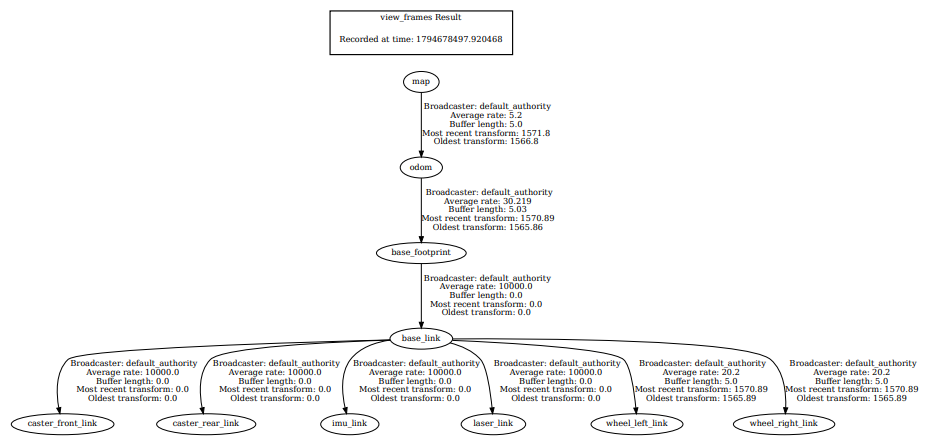 view_frames Result
Recorded at time: 1794678497.920468
map
Broadcaster: default_authority
Average rate: 5.2
Buffer length: 5.0
Most recent transform: 1571.8
Oldest transform: 1566.8
odom
Broadcaster: default_authority
Average rate: 30.219
Buffer length: 5.03
Most recent transform: 1570.89
Oldest transform: 1565.86
base_footprint
Broadcaster: default_authority
Average rate: 10000.0
Buffer length: 0.0
Most recent transform: 0.0
Oldest transform: 0.0
base_link
Broadcaster: default_authority
Average rate: 10000.0
Buffer length: 0.0
Most recent transform: 0.0
Oldest transform: 0.0
Broadcaster: default_authority
Average rate: 10000.0
Buffer length: 0.0
Most recent transform: 0.0
Oldest transform: 0.0
Broadcaster: default_authority
Average rate: 10000.0
Buffer length: 0.0
Most recent transform: 0.0
Oldest transform: 0.0
Broadcaster: default_authority
Average rate: 10000.0
Buffer length: 0.0
Most recent transform: 0.0
Oldest transform: 0.0
Broadcaster: default_authority
Average rate: 20.2
Buffer length: 5.0
Most recent transform: 1570.89
Oldest transform: 1565.89
Broadcaster: default_authority
Average rate: 20.2
Buffer length: 5.0
Most recent transform: 1570.89
Oldest transform: 1565.89
caster_front_link
caster_rear_link
imu_link
laser_link
wheel_left_link
wheel_right_link